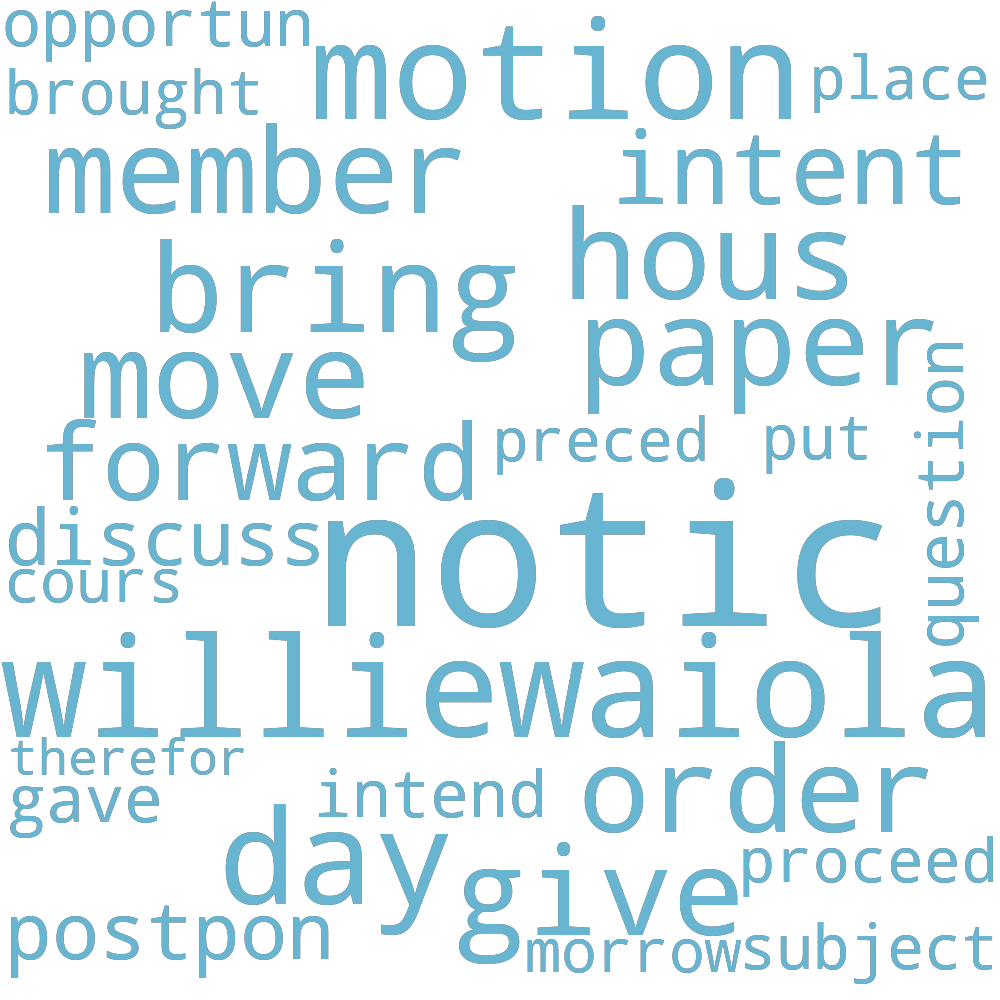 opportun
motion
place
brought
member
intent
hous
bring
paper
move
question
forward
preced
put
notic
discuss
cours
williewaiola
therefor
order
gave
intend
day
give
proceed
postpon
morrow
subject